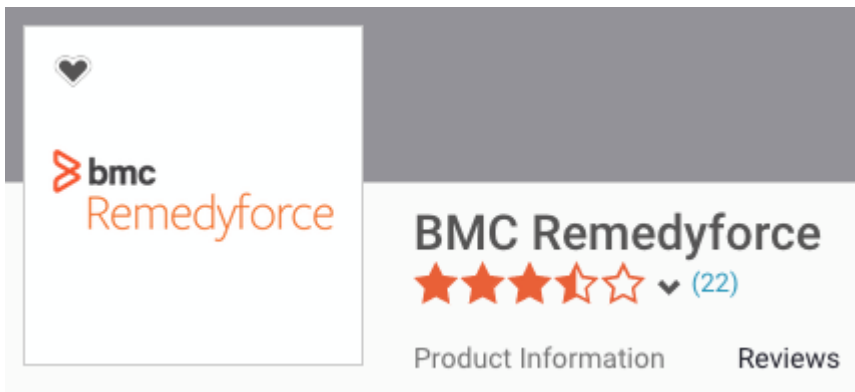 bmc
Remedyforce
BMC Remedyforce
(22)
Product Information
Reviews